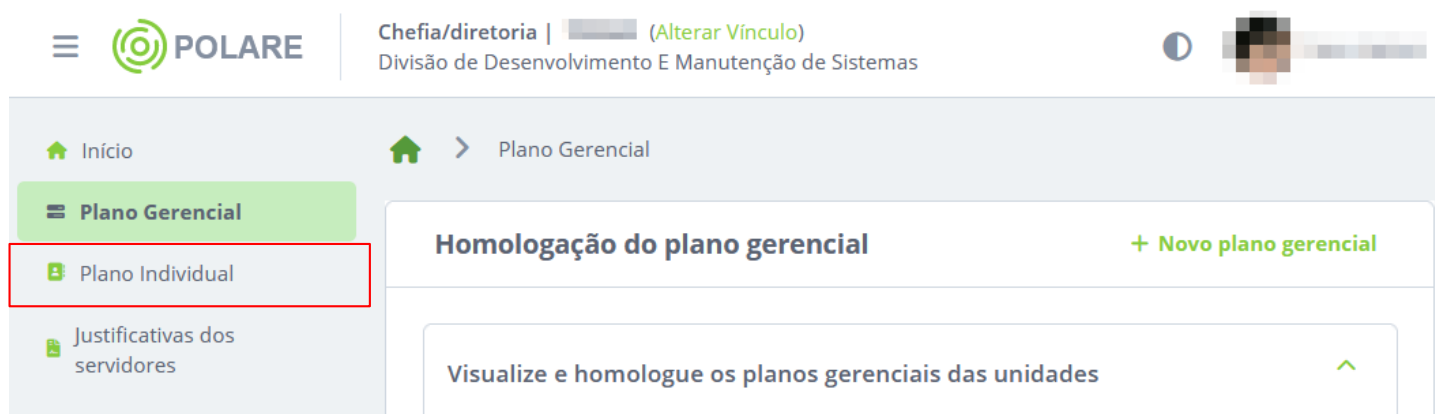 POLARE
Chefia/diretoria | (Alterar Vínculo)
Divisão de Desenvolvimento E Manutenção de Sistemas
Início
Plano Gerencial
Plano Individual
Justificativas dos
servidores
Plano Gerencial
Homologação do plano gerencial
+ Novo plano gerencial
Visualize e homologue os planos gerenciais das unidades